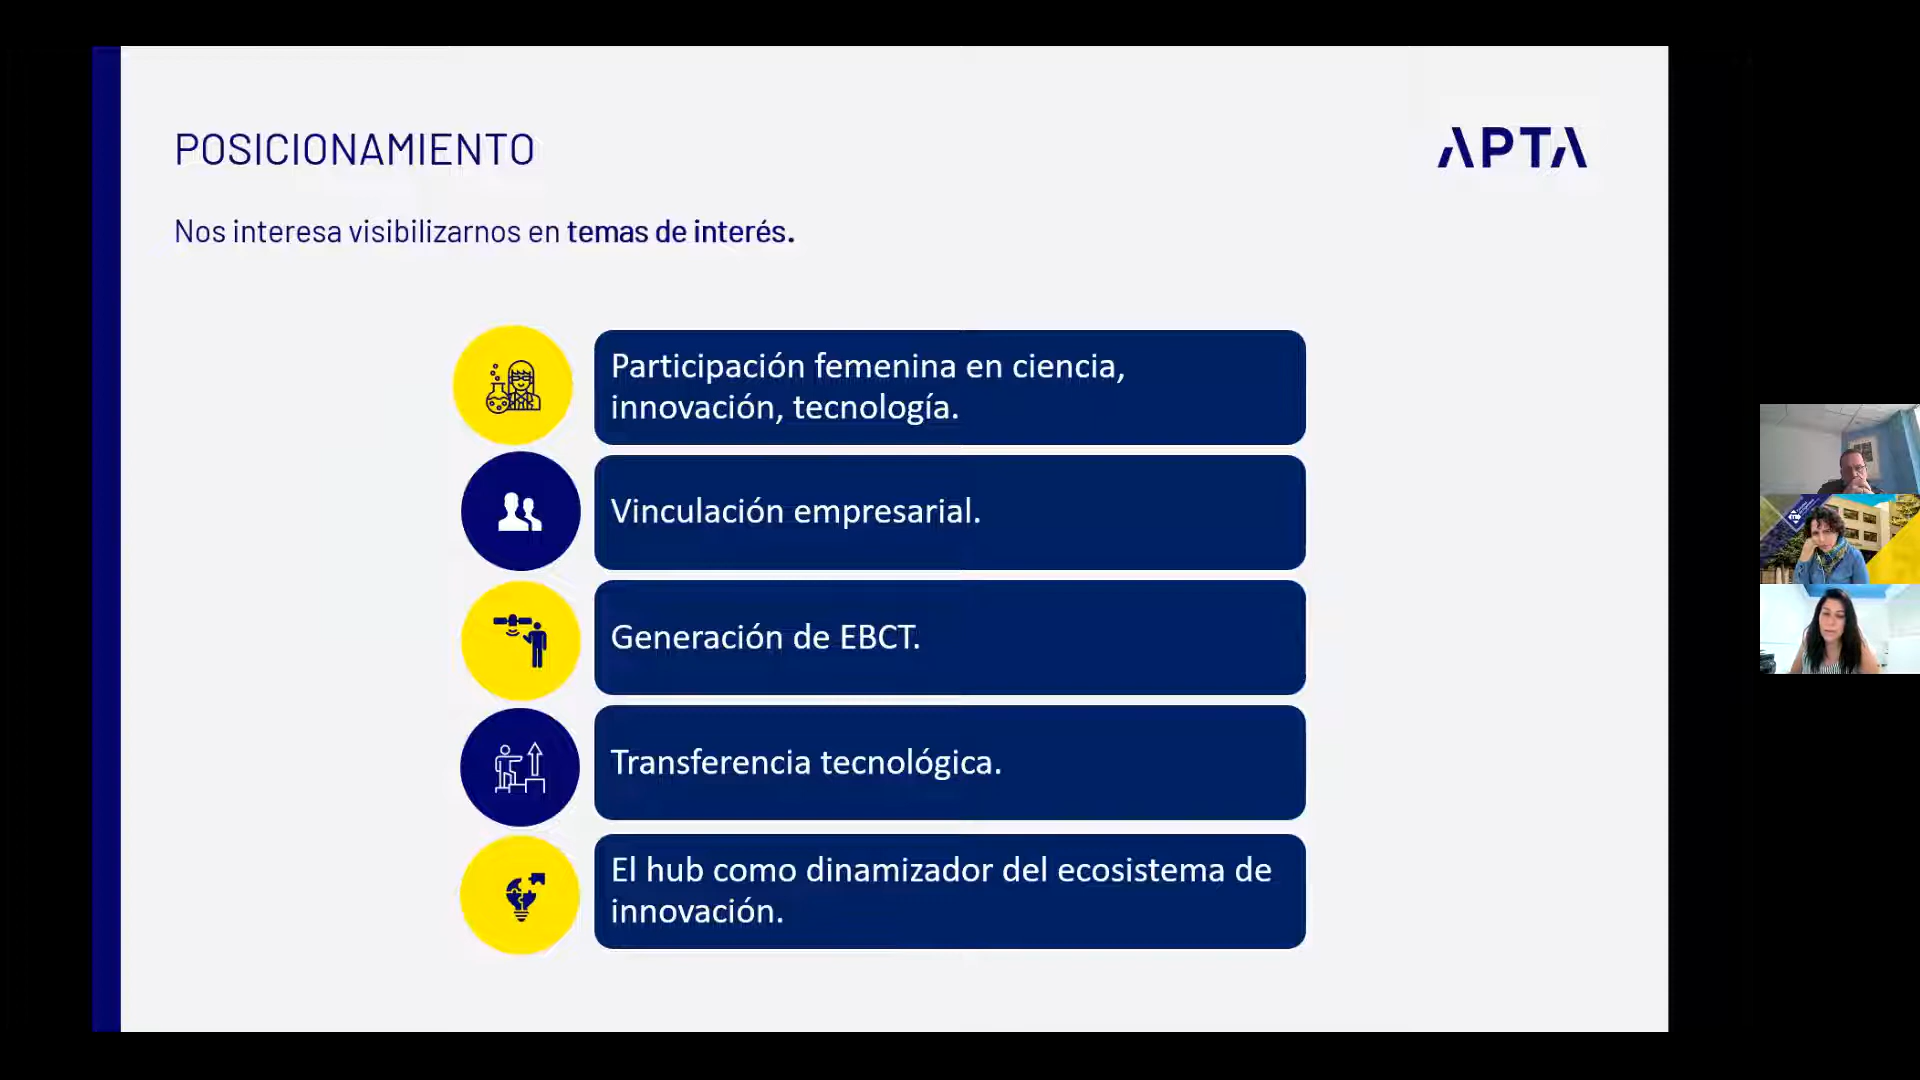 POSICIONAMIENTO
APTA
Nos interesa visibilizarnos en temas de interés.
Participación femenina en ciencia,
innovación, tecnología.
Vinculación empresarial.
Generación de EBCT.
Transferencia tecnológica.
El hub como dinamizador del ecosistema de
innovación.